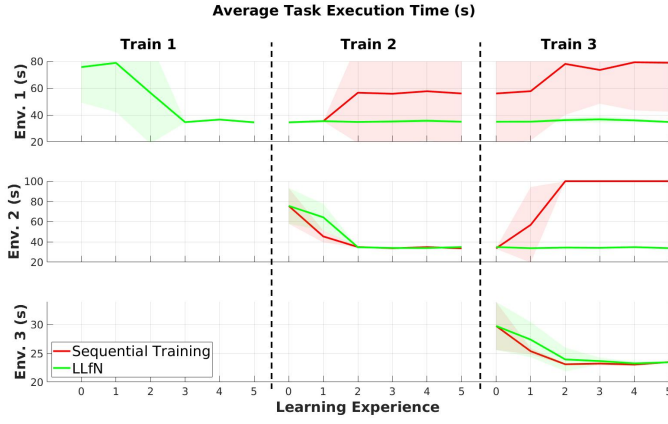 Average Task Execution Time (s)
Train 1 Train 2 Train 3
Env. 1 (s)
80
60
40
20
Env. 2 (s)
100
80
60
40
20
Env. 3 (s)
30
25
20
Sequential Training
LLfN
0 1 2 3 4 5 0 1 2 3 4 5 0 1 2 3 4 5
Learning Experience